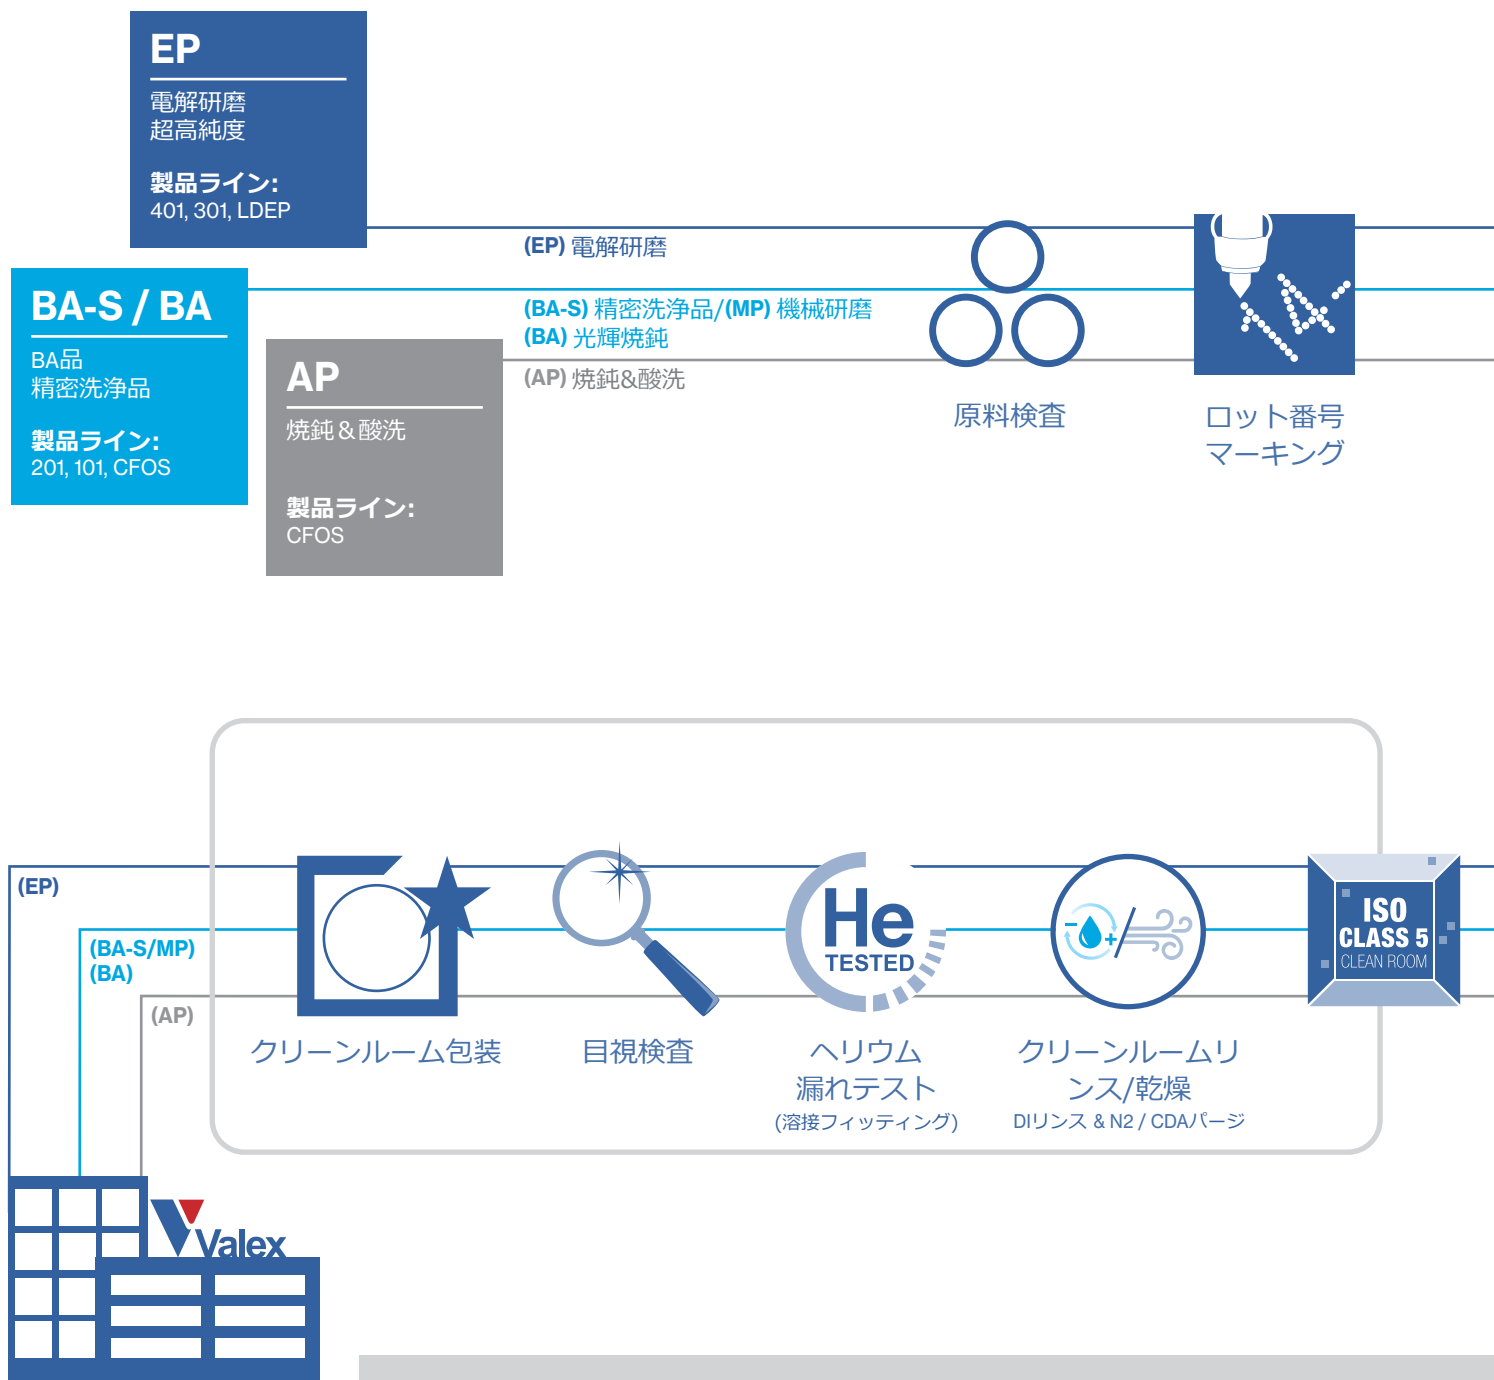 EP
電解研磨
超高純度
製品ライン:
401, 301, LDEP
BA-S / BA
BA品
精密洗浄品
製品ライン:
201, 101, CFOS
AP
焼鈍＆酸洗
製品ライン:
CFOS
(EP) 電解研磨
(BA-S) 精密洗浄品/(MP) 機械研磨
(BA) 光輝焼鈍
(AP) 焼鈍&酸洗
原料検査
ロット番号
マーキング
(EP)
(BA-S/MP)
(BA)
(AP)
クリーンルーム包装
目視検査
He
TESTED
ヘリウム
漏れテスト
(溶接フィッティング)
クリーンルームリ
ンス/乾燥
DIリンス & N2 / CDAパージ
ISO
CLASS 5
CLEAN ROOM
Valex